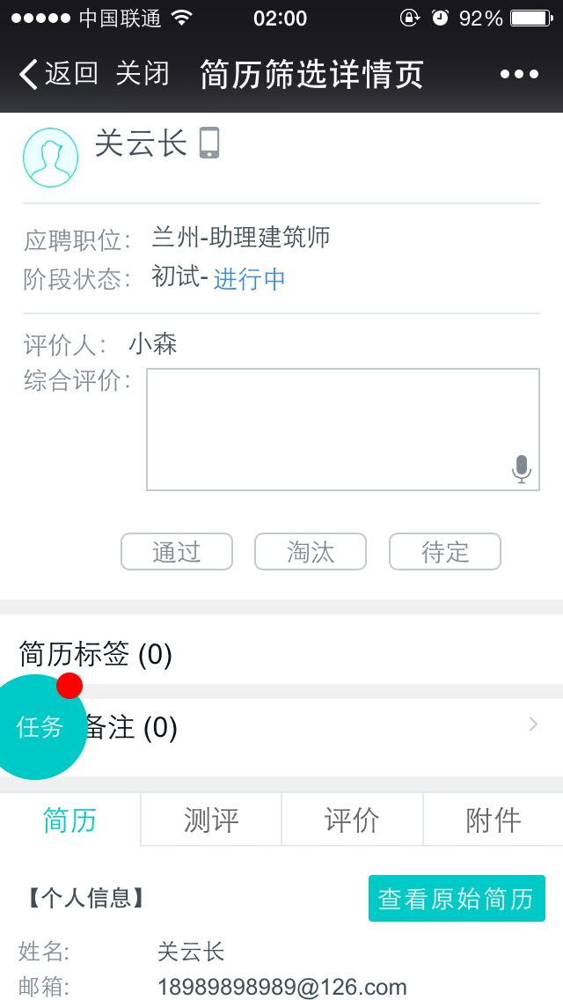 中国联通 02:00 92%
返回 关闭 简历筛选详情页
关云长
应聘职位: 兰州-助理建筑师
阶段状态: 初试-进行中
评价人: 小森
综合评价:
通过 淘汰 待定
简历标签 (0)
任务 备注 (0)
简历 测评 评价 附件
【个人信息】 查看原始简历
姓名: 关云长
邮箱: 18989898989@126.com